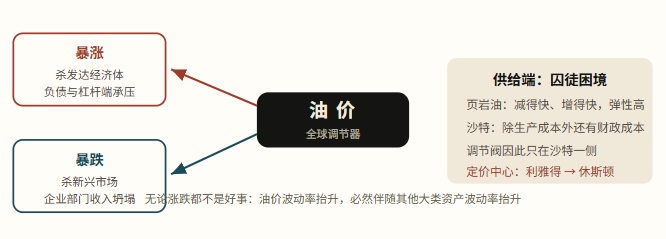 暴涨
杀发达经济体
负债与杠杆端承压
油 价
全球调节器
暴跌
杀新兴市场
企业部门收入坍塌
无论涨跌都不是好事：油价波动率抬升，必然伴随其他大类资产波动率抬升
供给端：囚徒困境
页岩油：减得快、增得快，弹性高
沙特：除生产成本外还有财政成本
调节阀因此只在沙特一侧
定价中心：利雅得 → 休斯顿